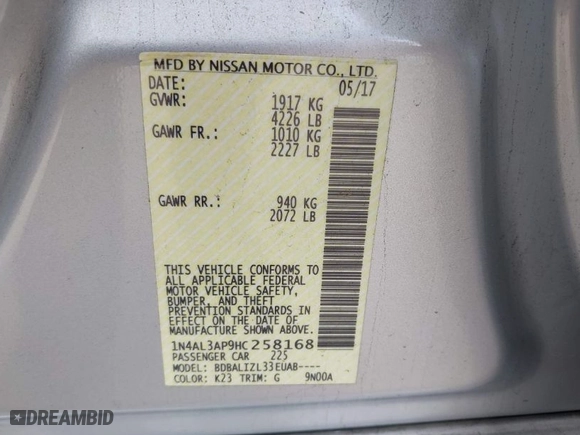 MFD BY NISSAN MOTOR CO., LTD.
DATE: 05/17
GVWR: 1917 KG
4226 LB
GAWR FR.: 1010 KG
2227 LB
GAWR RR.: 940 KG
2072 LB
THIS VEHICLE CONFORMS TO
ALL APPLICABLE FEDERAL
MOTOR VEHICLE SAFETY,
BUMPER, AND THEFT
PREVENTION STANDARDS
IN EFFECT ON THE DATE OF
MANUFACTURE SHOWN ABOVE.
1N4AL3AP9HC258168
PASSENGER CAR 225
MODEL: BDBALIZL33EUAB----
COLOR: K23 TRIM: G 9N00A
DREAMBID